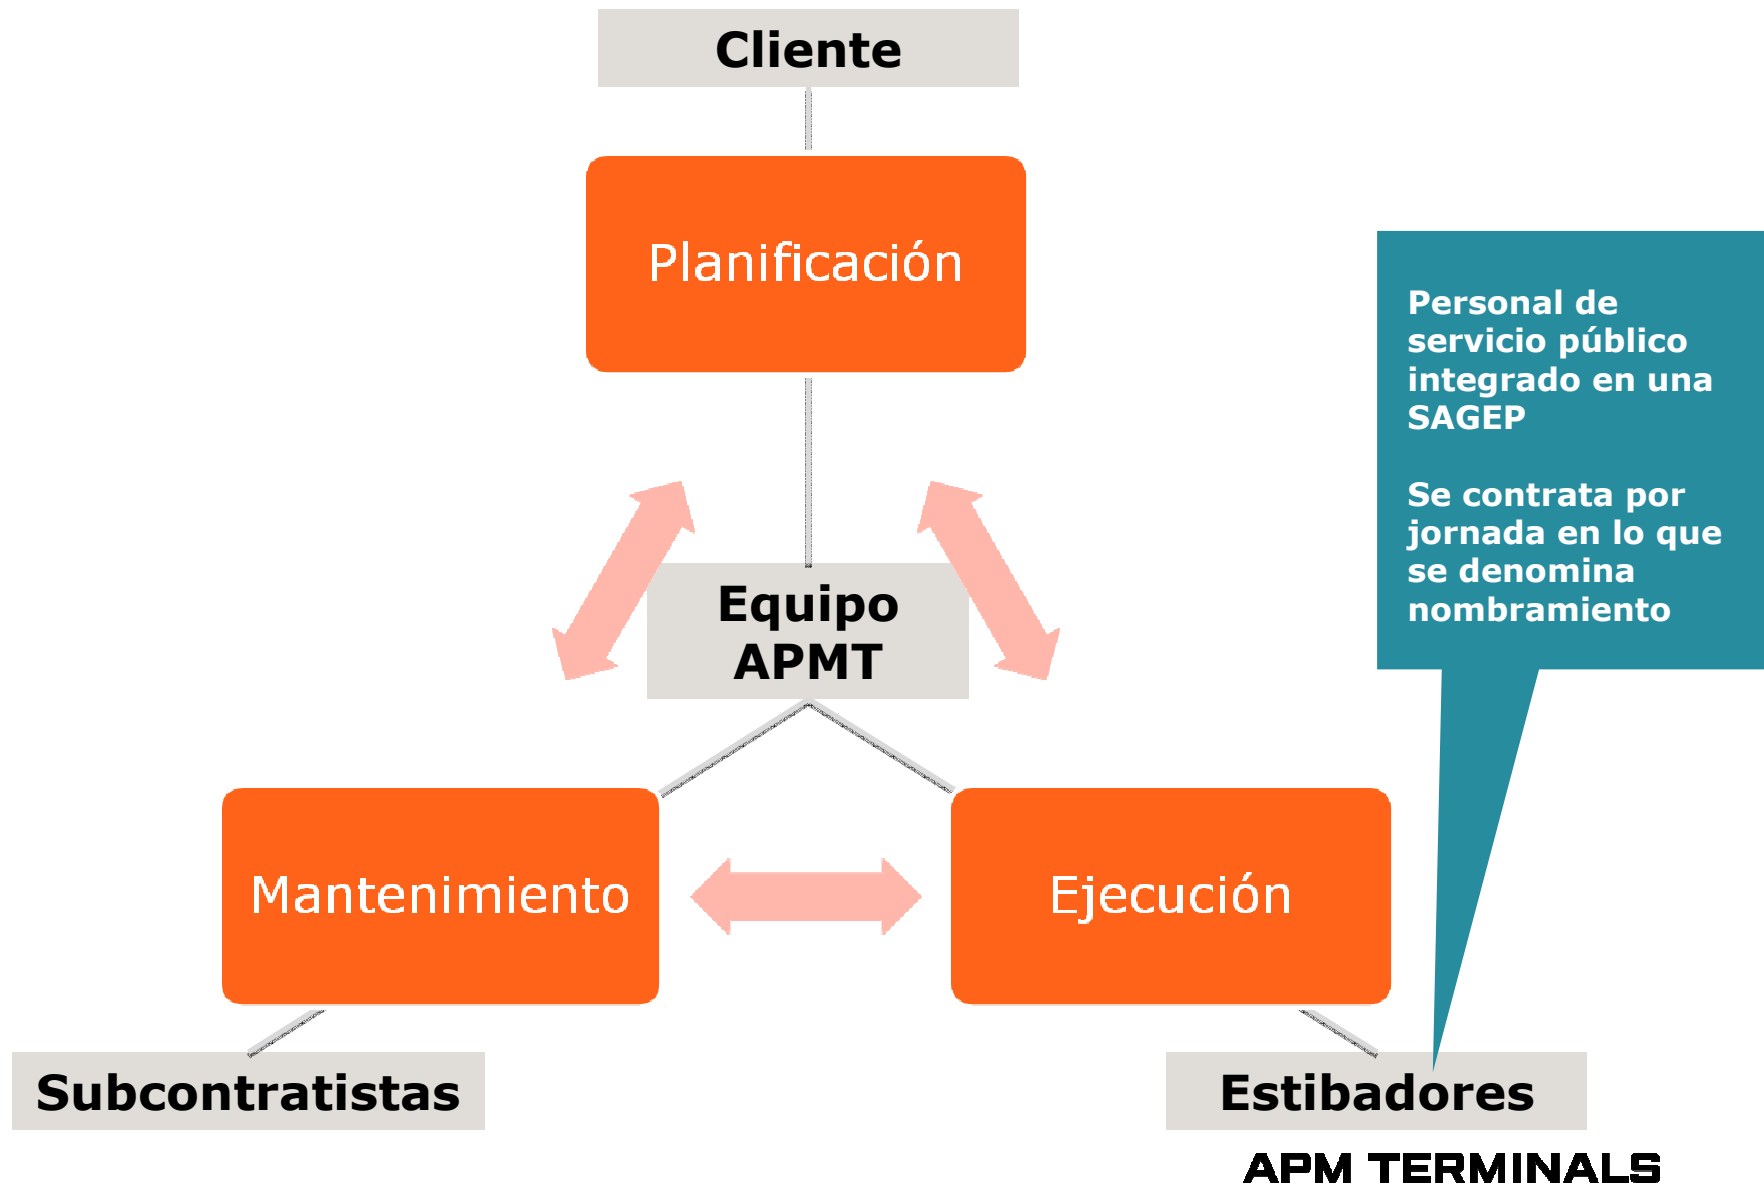 Cliente
Planificación
Personal de
servicio público
integrado en una
SAGEP
Se contrata por
jornada en lo que
se denomina
nombramiento
Equipo
APMT
Mantenimiento
Ejecución
Subcontratistas
Estibadores
APM TERMINALS